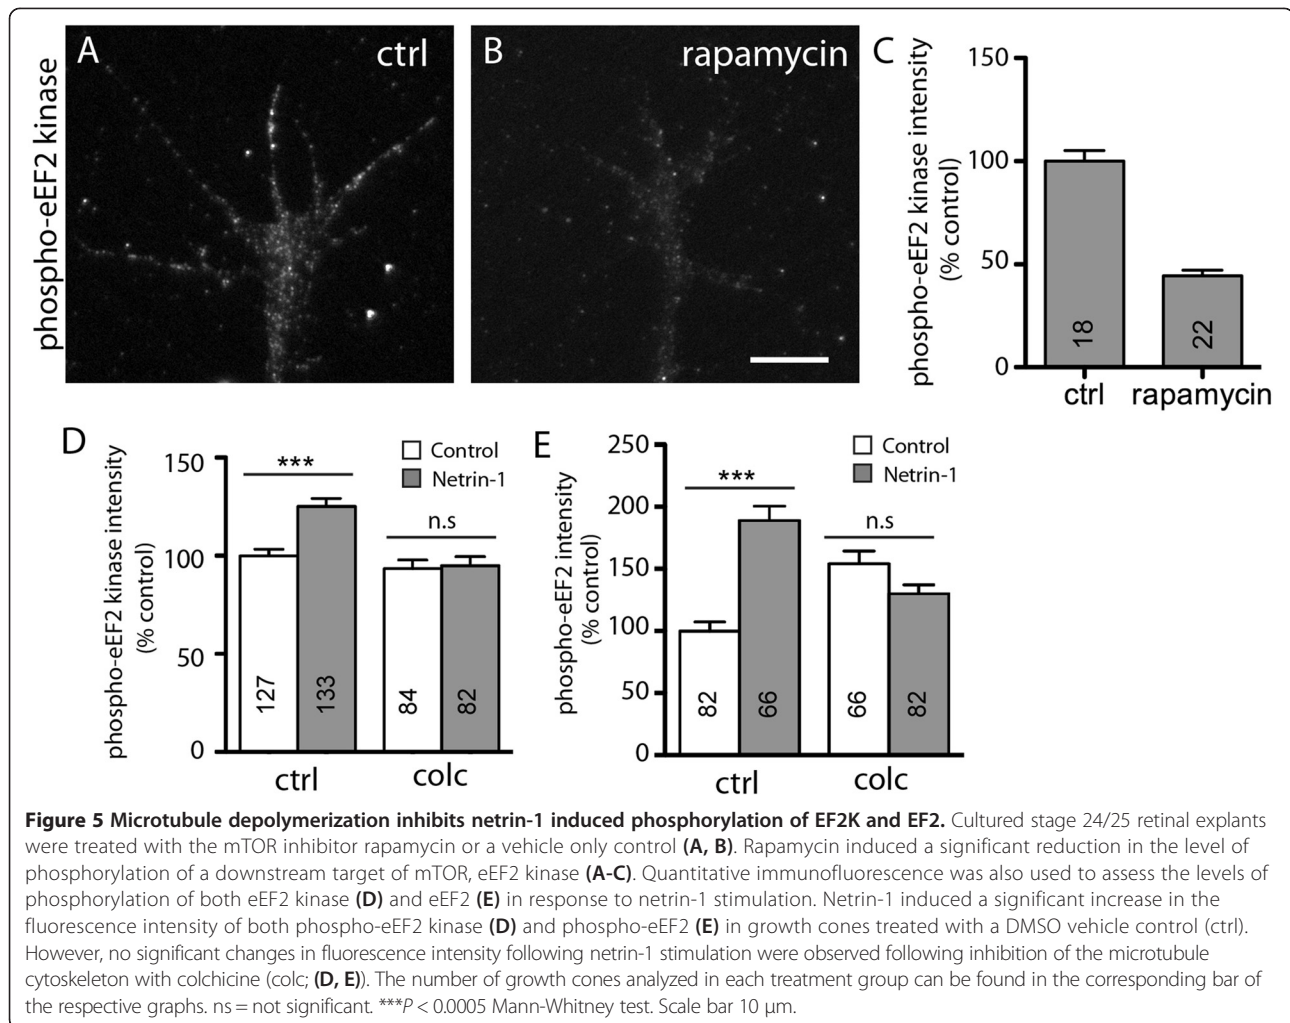 A
ctrl
B
rapamycin
phospho-eEF2 kinase
C
phospho-eEF2 kinase intensity
(% control)
150
100
50
0
18
22
ctrl
rapamycin
D
phospho-eEF2 kinase intensity
(% control)
150
100
50
0
Control
Netrin-1
***
n.s
127
133
84
82
ctrl
colc
E
phospho-eEF2 intensity
(% control)
250
200
150
100
50
0
Control
Netrin-1
***
n.s
82
66
66
82
ctrl
colc
Figure 5 Microtubule depolymerization inhibits netrin-1 induced phosphorylation of EF2K and EF2. Cultured stage 24/25 retinal explants
were treated with the mTOR inhibitor rapamycin or a vehicle only control (A, B). Rapamycin induced a significant reduction in the level of
phosphorylation of a downstream target of mTOR, eEF2 kinase (A-C). Quantitative immunofluorescence was also used to assess the levels of
phosphorylation of both eEF2 kinase (D) and eEF2 (E) in response to netrin-1 stimulation. Netrin-1 induced a significant increase in the
fluorescence intensity of both phospho-eEF2 kinase (D) and phospho-eEF2 (E) in growth cones treated with a DMSO vehicle control (ctrl).
However, no significant changes in fluorescence intensity following netrin-1 stimulation were observed following inhibition of the microtubule
cytoskeleton with colchicine (colc; (D, E)). The number of growth cones analyzed in each treatment group can be found in the corresponding bar of
the respective graphs. ns = not significant. ***P < 0.0005 Mann-Whitney test. Scale bar 10 μm.